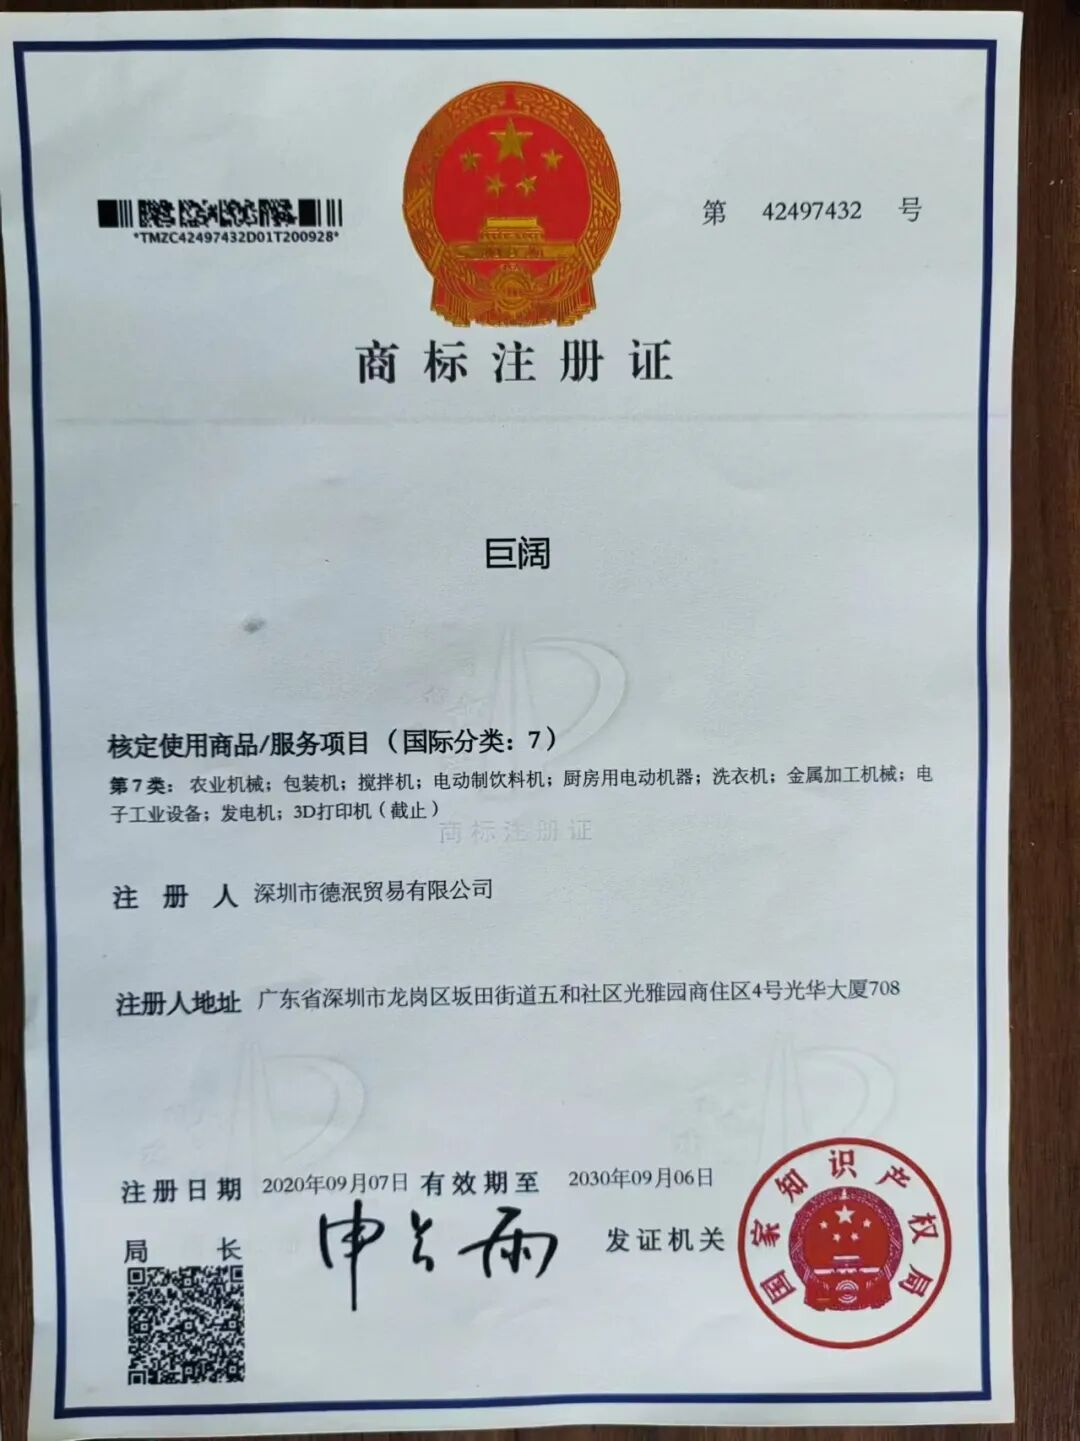 *TMZC42497432D01T200928*
第 42497432 号
商标注册证
巨阔
核定使用商品/服务项目（国际分类：7）
第7类：农业机械；包装机；搅拌机；电动制饮料机；厨房用电动机器；洗衣机；金属加工机械；电
子工业设备；发电机；3D打印机（截止）
商标注册证
注册人 深圳市德泯贸易有限公司
注册人地址 广东省深圳市龙岗区坂田街道五和社区光雅园商住区4号光华大厦708
注册日期 2020年09月07日 有效期至 2030年09月06日
局长 申长雨 发证机关
国家知识产权局